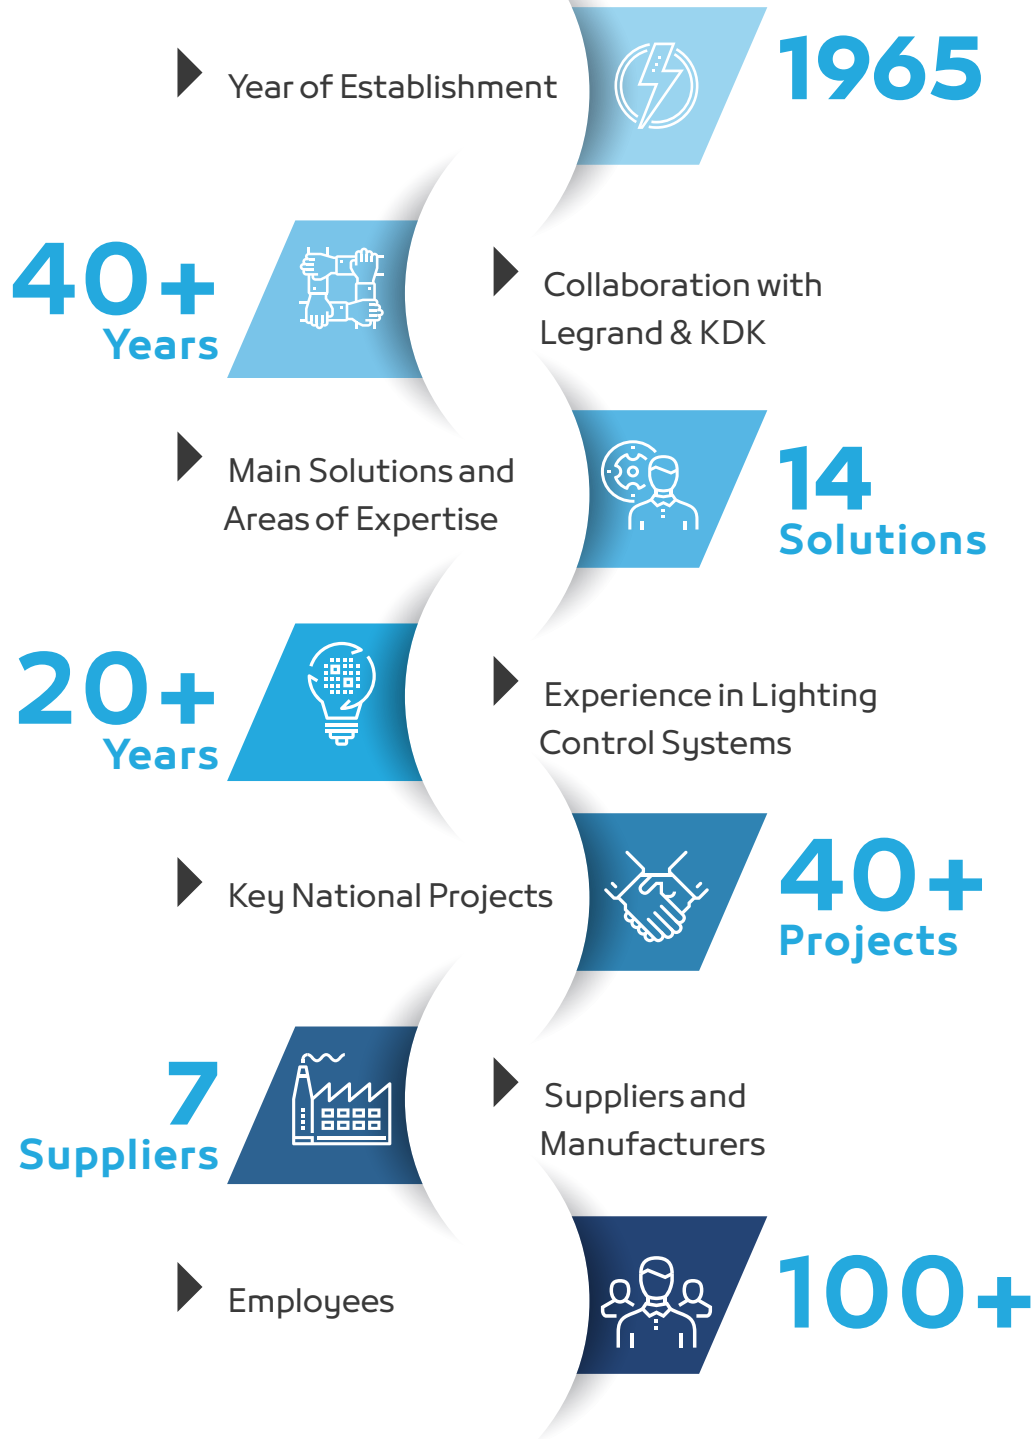 Year of Establishment
1965
40+
Years
Collaboration with
Legrand & KDK
Main Solutions and
Areas of Expertise
14
Solutions
20+
Years
Experience in Lighting
Control Systems
Key National Projects
40+
Projects
7
Suppliers
Suppliers and
Manufacturers
Employees
100+